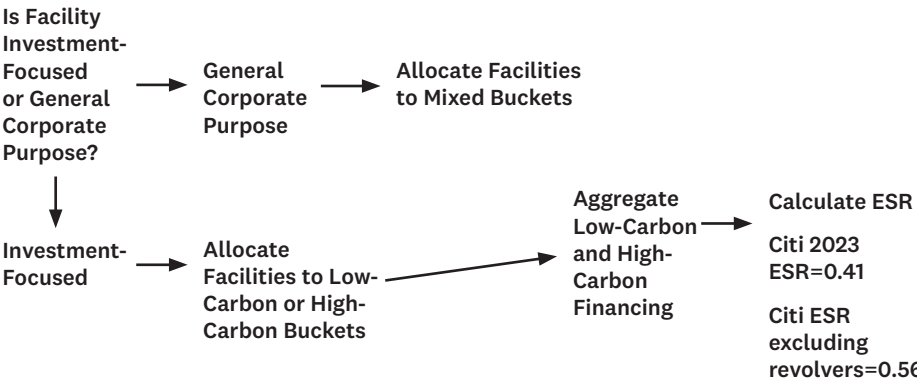 Is Facility
Investment-
Focused
or General
Corporate
Purpose?
General
Corporate
Purpose
Allocate Facilities
to Mixed Buckets
Investment-
Focused
Allocate
Facilities to Low-
Carbon or High-
Carbon Buckets
Aggregate
Low-Carbon
and High-
Carbon
Financing
Calculate ESR
Citi 2023
ESR=0.41
Citi ESR
excluding
revolvers=0.56